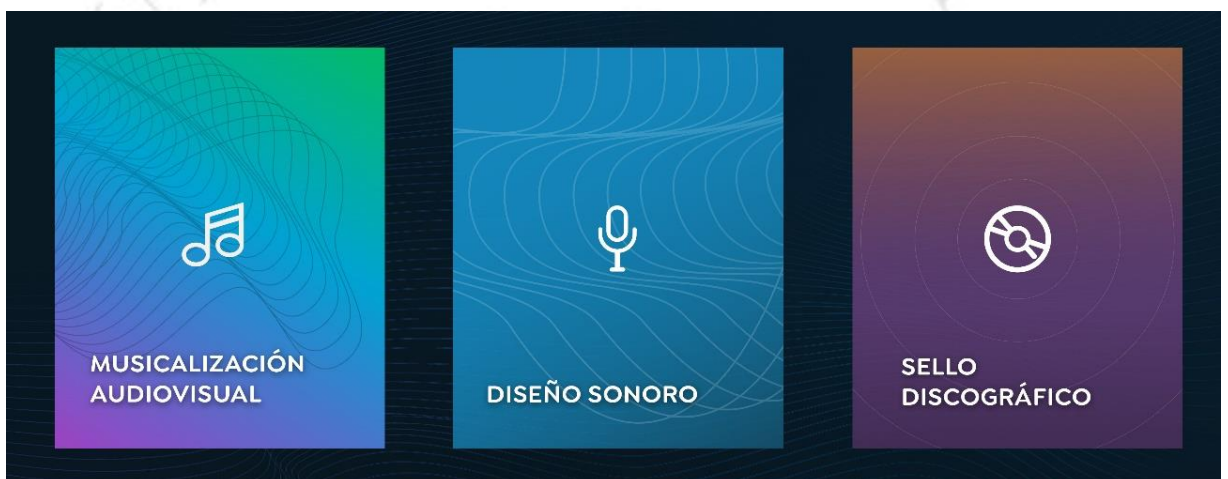 MUSICALIZACIÓN
AUDIOVISUAL
DISEÑO SONORO
SELLO
DISCOGRÁFICO